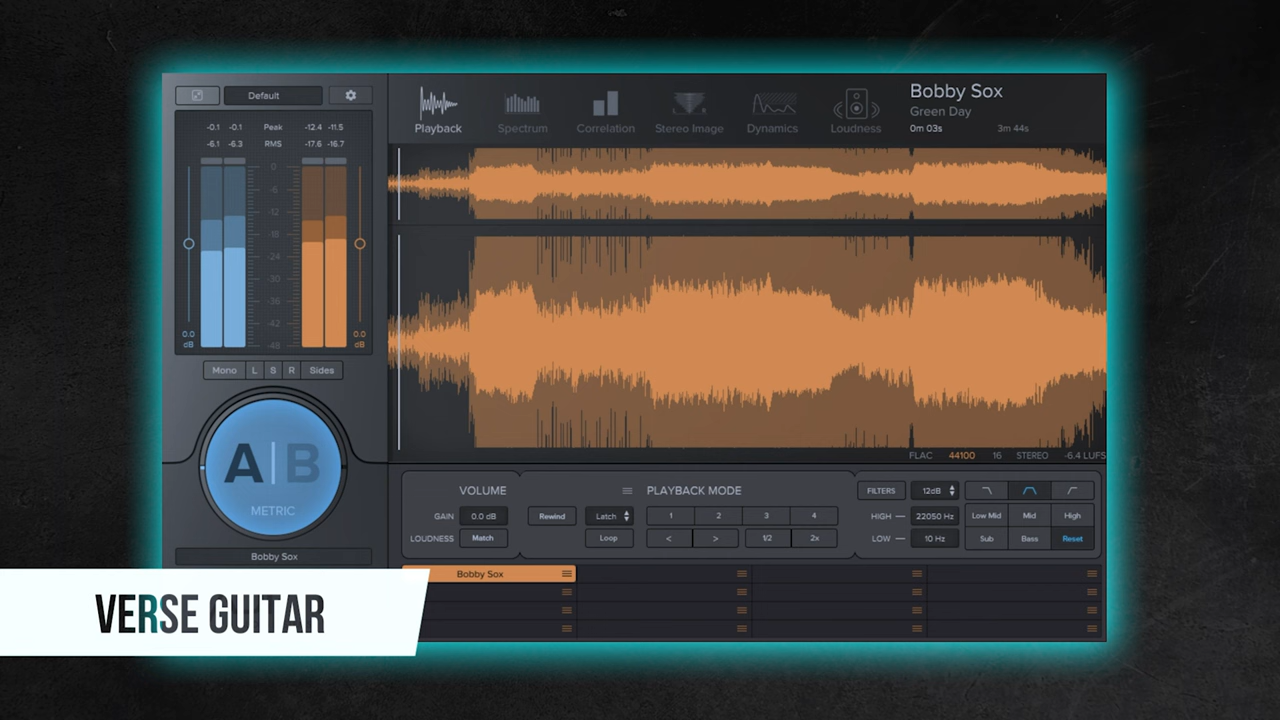 Default
-0.1 -0.1 Peak -12.4 -11.5
-6.1 -6.3 RMS -17.6 -16.7
0
-6
-12
-18
-24
-30
-36
-42
-48
0.0 dB
0.0 dB
Mono L S R Sides
A|B
METRIC
Bobby Sox
Playback Spectrum Correlation Stereo Image Dynamics Loudness
Bobby Sox
Green Day
0m 03s 3m 44s
FLAC 44100 16 STEREO -6.4 LUFS
VOLUME
GAIN 0.0 dB
LOUDNESS Match
PLAYBACK MODE
Rewind Latch 1 2 3 4
Loop < > 1/2 2x
FILTERS 12dB
HIGH 22050 Hz Low Mid Mid High
LOW 10 Hz Sub Bass Reset
Bobby Sox
VERSE GUITAR